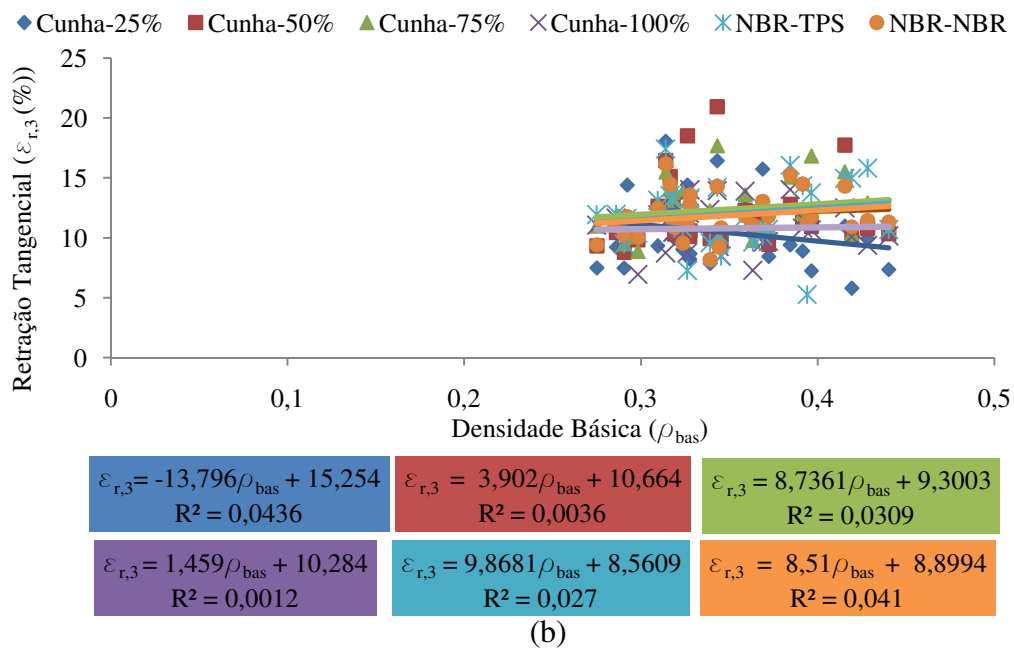 Cunha-25% Cunha-50% Cunha-75% Cunha-100% NBR-TPS NBR-NBR
Retração Tangencial (εr,3 (%))
25
20
15
10
5
0
0 0,1 0,2 0,3 0,4 0,5
Densidade Básica (ρbas)
εr,3= -13,796ρbas + 15,254
R² = 0,0436
εr,3 = 3,902ρbas + 10,664
R² = 0,0036
εr,3 = 8,7361ρbas + 9,3003
R² = 0,0309
εr,3 = 1,459ρbas + 10,284
R² = 0,0012
εr,3 = 9,8681ρbas + 8,5609
R² = 0,027
εr,3 = 8,51ρbas + 8,8994
R² = 0,041
(b)